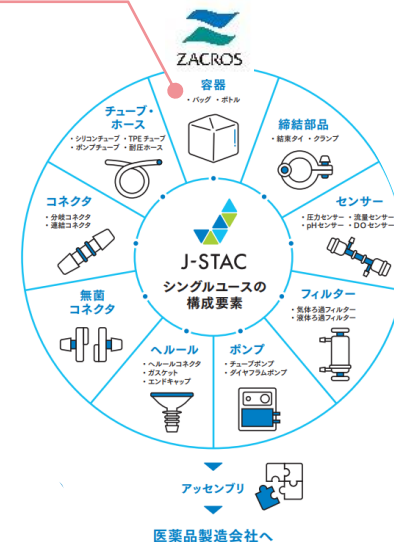 ZACROS
容器
・バッグ ・ボトル
チューブ・
ホース
・シリコンチューブ ・TPEチューブ
・ポンプチューブ ・耐圧ホース
締結部品
・結束タイ ・クランプ
コネクタ
・分岐コネクタ
・連結コネクタ
センサー
・圧力センサー ・流量センサー
・pHセンサー ・DOセンサー
J-STAC
シングルユースの
構成要素
無菌
コネクタ
フィルター
・気体ろ過フィルター
・液体ろ過フィルター
ヘルール
・ヘルールコネクタ
・ガスケット
・エンドキャップ
ポンプ
・チューブポンプ
・ダイヤフラムポンプ
アッセンブリ
医薬品製造会社へ